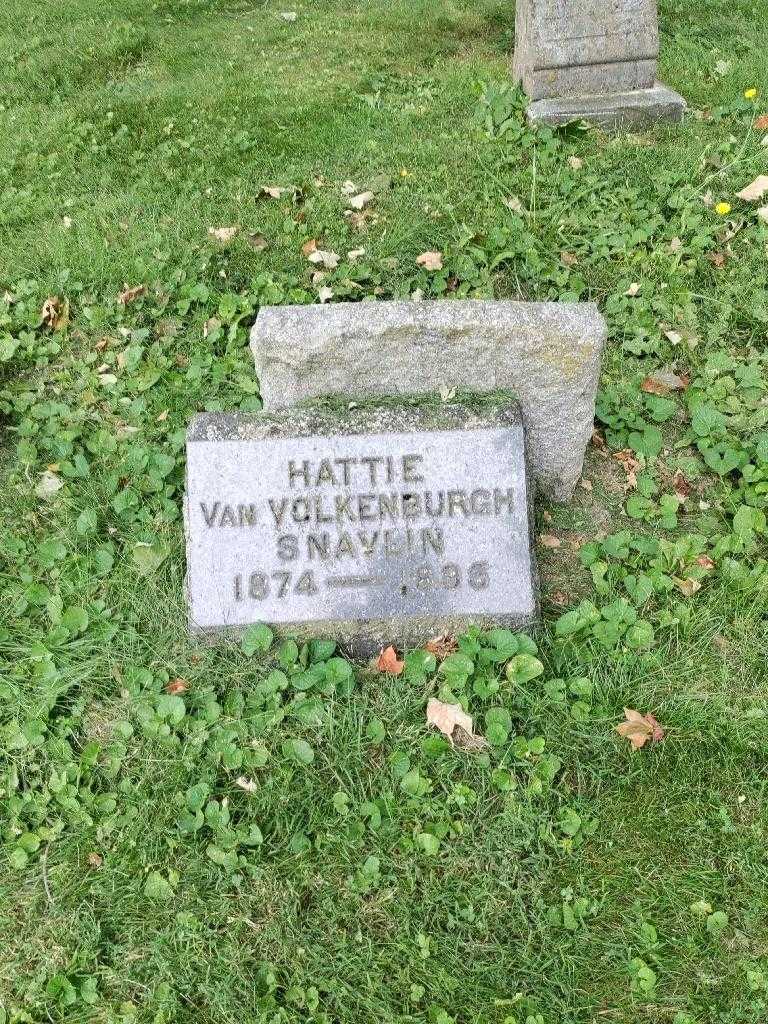 HATTIE
VAN VOLKENBURGH
SNAVLIN
1874 — 1896